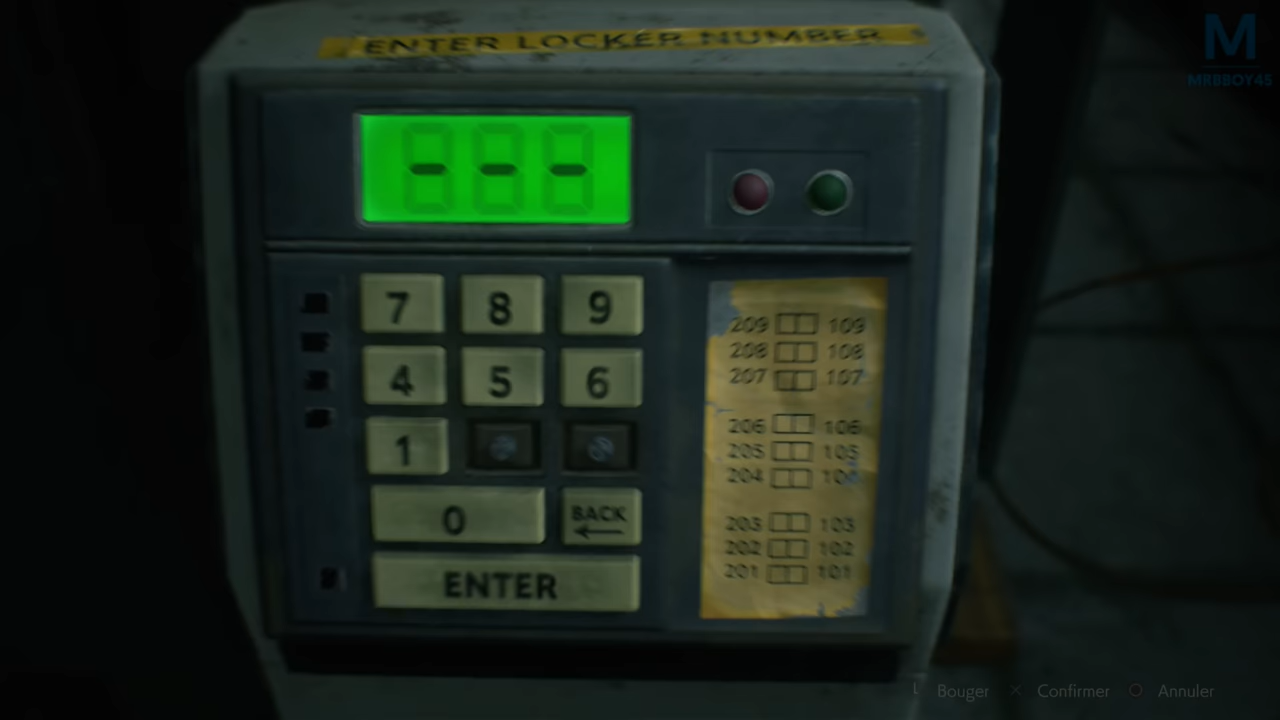 ENTER LOCKER NUMBER
M
MRBBOY45
- - -
7 8 9
4 5 6
1
0 BACK
ENTER
209 109
208 108
207 107
206 106
205 105
204 104
203 103
202 102
201 101
L Bouger × Confirmer O Annuler